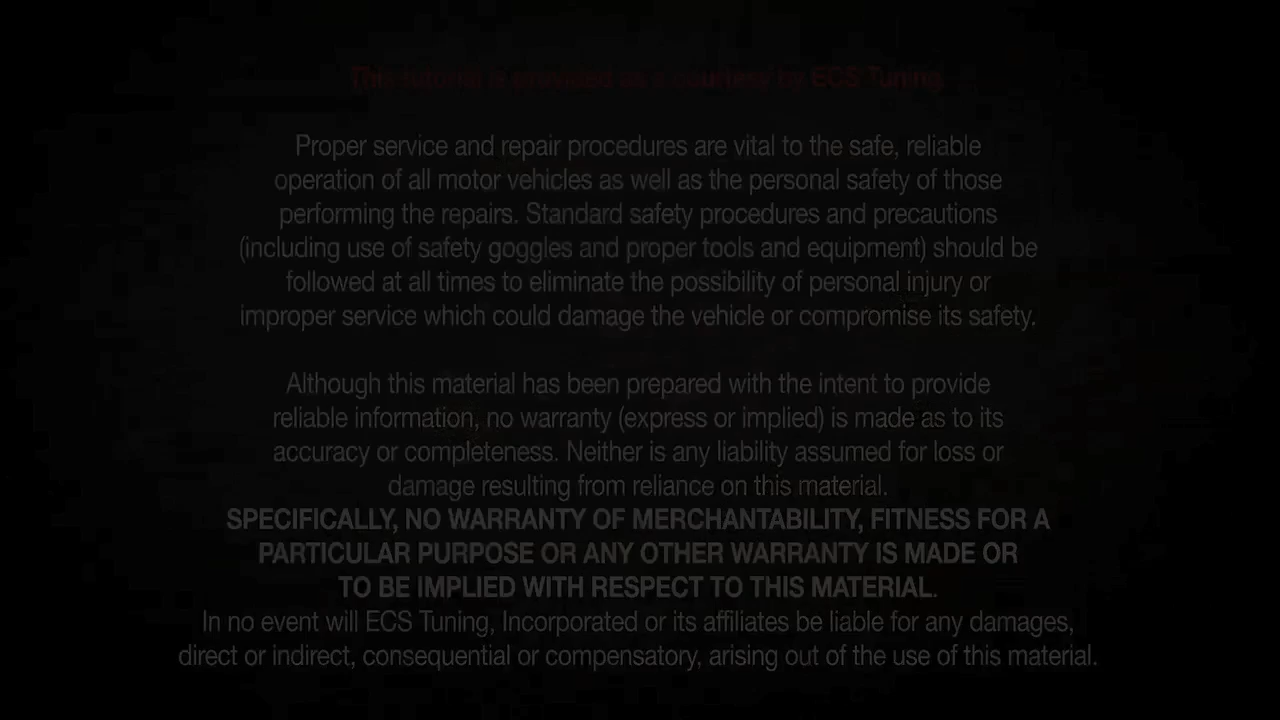 This tutorial is provided as a courtesy by ECS Tuning
Proper service and repair procedures are vital to the safe, reliable
operation of all motor vehicles as well as the personal safety of those
performing the repairs. Standard safety procedures and precautions
(including use of safety goggles and proper tools and equipment) should be
followed at all times to eliminate the possibility of personal injury or
improper service which could damage the vehicle or compromise its safety.
Although this material has been prepared with the intent to provide
reliable information, no warranty (express or implied) is made as to its
accuracy or completeness. Neither is any liability assumed for loss or
damage resulting from reliance on this material.
SPECIFICALLY, NO WARRANTY OF MERCHANTABILITY, FITNESS FOR A
PARTICULAR PURPOSE OR ANY OTHER WARRANTY IS MADE OR
TO BE IMPLIED WITH RESPECT TO THIS MATERIAL.
In no event will ECS Tuning, Incorporated or its affiliates be liable for any damages,
direct or indirect, consequential or compensatory, arising out of the use of this material.